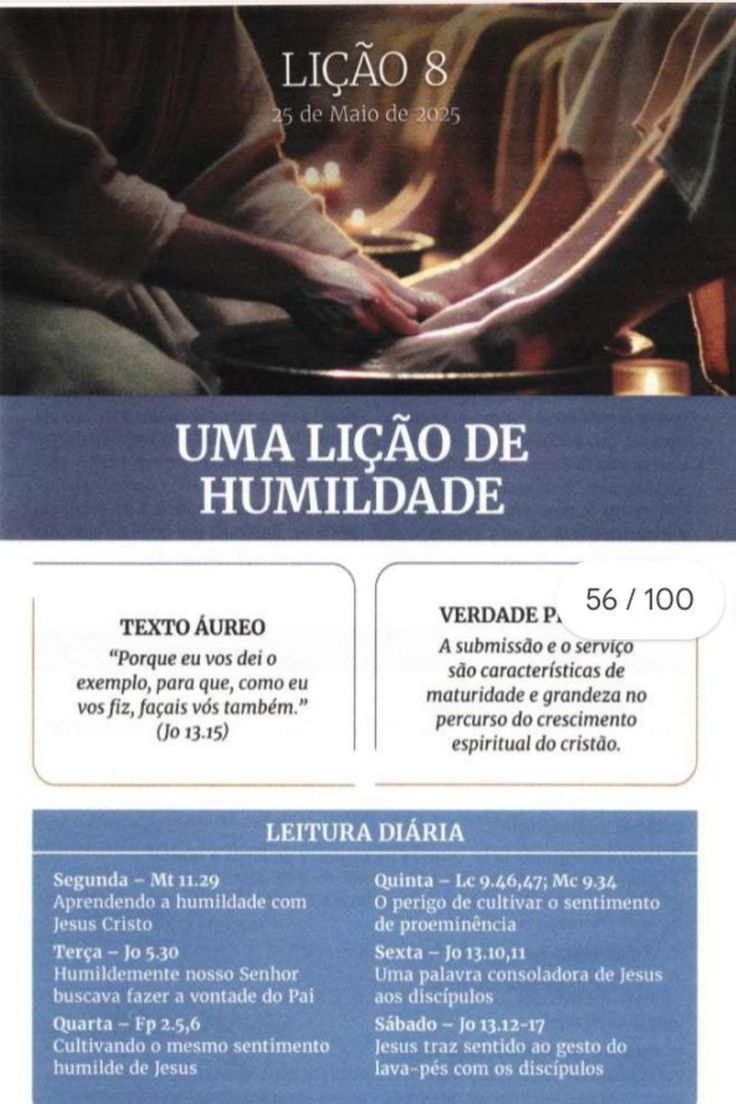 LIÇÃO 8
25 de Maio de 2025
UMA LIÇÃO DE
HUMILDADE
TEXTO ÁUREO
“Porque eu vos dei o
exemplo, para que, como eu
vos fiz, façais vós também.”
(Jo 13.15)
VERDADE
56 / 100
A submissão e o serviço
são características de
maturidade e grandeza no
percurso do crescimento
espiritual do cristão.
LEITURA DIÁRIA
Segunda – Mt 11.29
Aprendendo a humildade com
Jesus Cristo
Terça – Jo 5.30
Humildemente nosso Senhor
buscava fazer a vontade do Pai
Quarta – Fp 2.5,6
Cultivando o mesmo sentimento
humilde de Jesus
Quinta – Lc 9.46,47; Mc 9.34
O perigo de cultivar o sentimento
de proeminência
Sexta – Jo 13.10,11
Uma palavra consoladora de Jesus
aos discípulos
Sábado – Jo 13.12-17
Jesus traz sentido ao gesto do
lava-pés com os discípulos